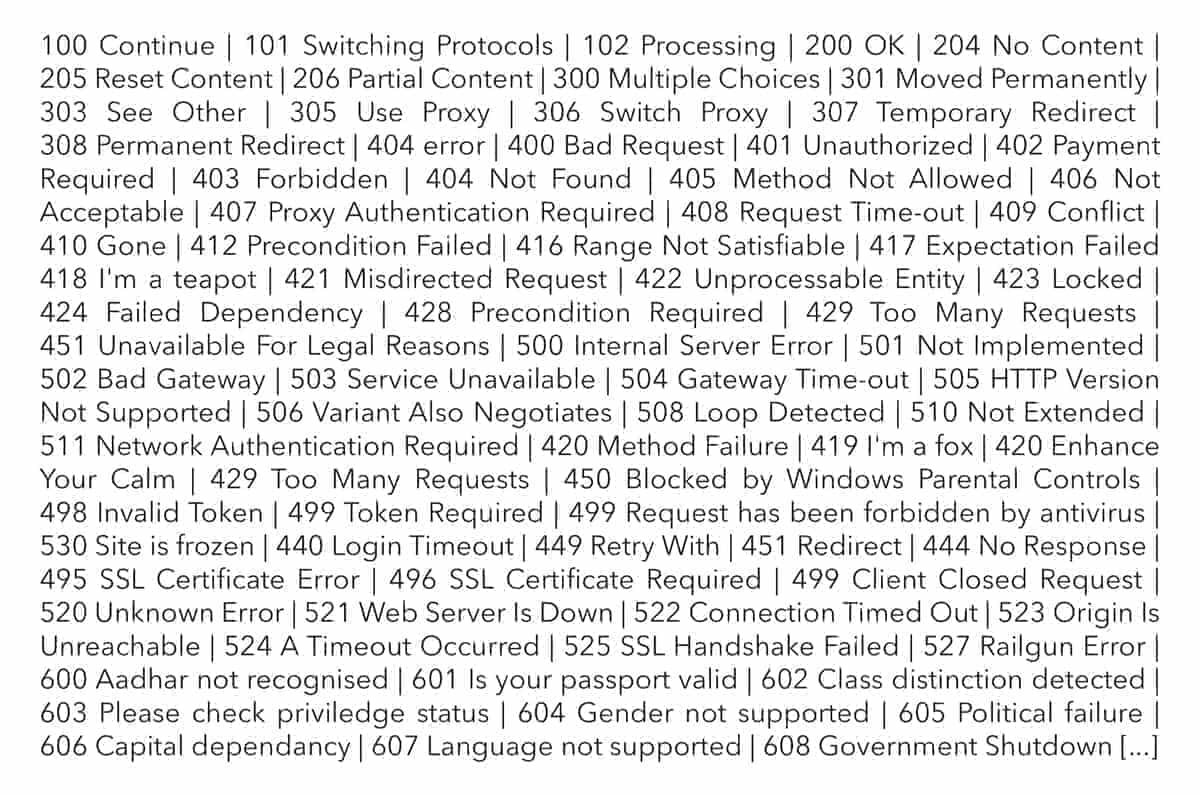 100 Continue | 101 Switching Protocols | 102 Processing | 200 OK | 204 No Content |
205 Reset Content | 206 Partial Content | 300 Multiple Choices | 301 Moved Permanently |
303 See Other | 305 Use Proxy | 306 Switch Proxy | 307 Temporary Redirect |
308 Permanent Redirect | 404 error | 400 Bad Request | 401 Unauthorized | 402 Payment
Required | 403 Forbidden | 404 Not Found | 405 Method Not Allowed | 406 Not
Acceptable | 407 Proxy Authentication Required | 408 Request Time-out | 409 Conflict |
410 Gone | 412 Precondition Failed | 416 Range Not Satisfiable | 417 Expectation Failed
418 I'm a teapot | 421 Misdirected Request | 422 Unprocessable Entity | 423 Locked |
424 Failed Dependency | 428 Precondition Required | 429 Too Many Requests |
451 Unavailable For Legal Reasons | 500 Internal Server Error | 501 Not Implemented |
502 Bad Gateway | 503 Service Unavailable | 504 Gateway Time-out | 505 HTTP Version
Not Supported | 506 Variant Also Negotiates | 508 Loop Detected | 510 Not Extended |
511 Network Authentication Required | 420 Method Failure | 419 I'm a fox | 420 Enhance
Your Calm | 429 Too Many Requests | 450 Blocked by Windows Parental Controls |
498 Invalid Token | 499 Token Required | 499 Request has been forbidden by antivirus |
530 Site is frozen | 440 Login Timeout | 449 Retry With | 451 Redirect | 444 No Response |
495 SSL Certificate Error | 496 SSL Certificate Required | 499 Client Closed Request |
520 Unknown Error | 521 Web Server Is Down | 522 Connection Timed Out | 523 Origin Is
Unreachable | 524 A Timeout Occurred | 525 SSL Handshake Failed | 527 Railgun Error |
600 Aadhar not recognised | 601 Is your passport valid | 602 Class distinction detected |
603 Please check priviledge status | 604 Gender not supported | 605 Political failure |
606 Capital dependancy | 607 Language not supported | 608 Government Shutdown [...]